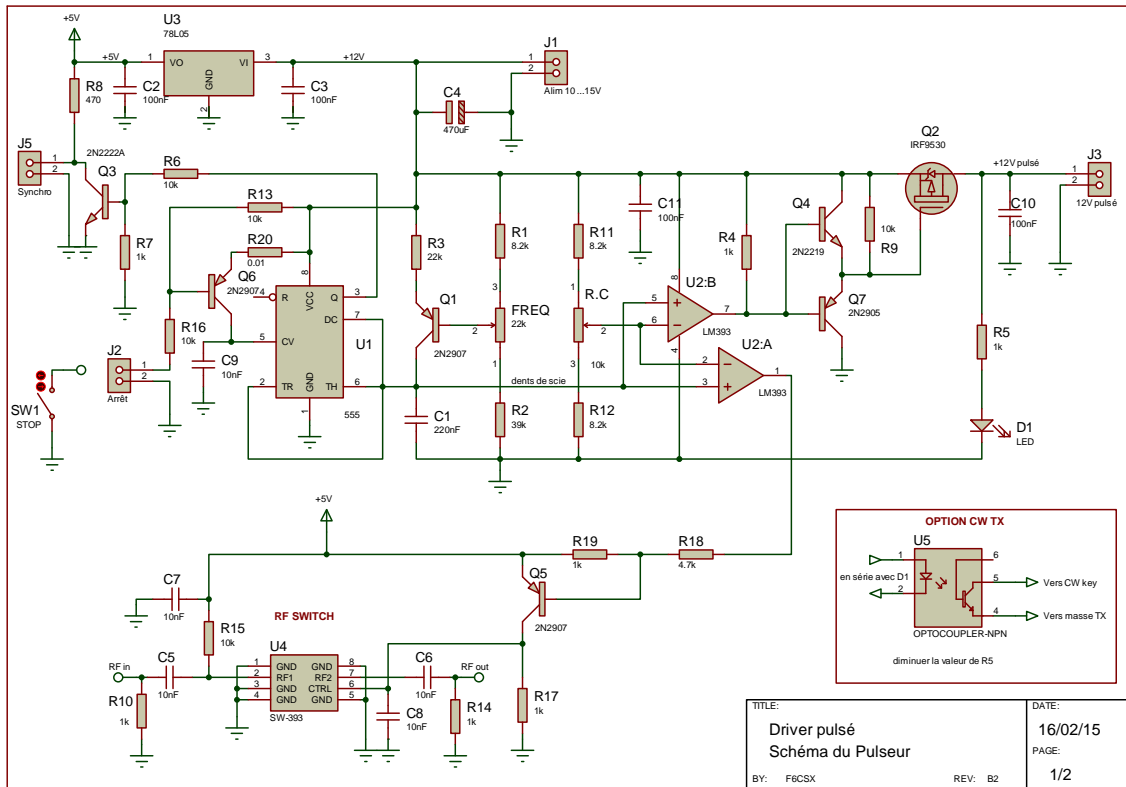 +5V
U3
78L05
+5V
1
VO
VI
3
GND
2
+12V
J1
1
2
Alim 10 ...15V
R8
470
C2
100nF
C3
100nF
C4
470uF
J5
1
2
Synchro
2N2222A
Q3
R6
10k
R7
1k
R13
10k
R20
0.01
Q6
2N2907
R16
10k
J2
1
2
Arrêt
C9
10nF
SW1
STOP
4
R
VCC
8
Q
3
DC
7
5
CV
U1
2
TR
GND
TH
6
1
555
R3
22k
Q1
2N2907
C1
220nF
R1
8.2k
3
FREQ
22k
2
1
R2
39k
R11
8.2k
1
R.C
2
10k
3
R12
8.2k
dents de scie
C11
100nF
U2:B
8
5
6
7
4
LM393
U2:A
2
3
1
LM393
R4
1k
Q4
2N2219
Q7
2N2905
10k
R9
Q2
IRF9530
+12V pulsé
C10
100nF
J3
1
2
12V pulsé
R5
1k
D1
LED
+5V
R19
1k
R18
4.7k
Q5
2N2907
C7
10nF
R15
10k
RF SWITCH
U4
1
GND
GND
8
2
RF1
RF2
7
3
GND
CTRL
6
4
GND
GND
5
SW-393
RF in
C5
10nF
R10
1k
C6
10nF
RF out
C8
10nF
R14
1k
R17
1k
OPTION CW TX
U5
1
2
6
5
4
en série avec D1
Vers CW key
Vers masse TX
OPTOCOUPLER-NPN
diminuer la valeur de R5
TITLE:
Driver pulsé
Schéma du Pulseur
BY: F6CSX
REV: B2
DATE:
16/02/15
PAGE:
1/2